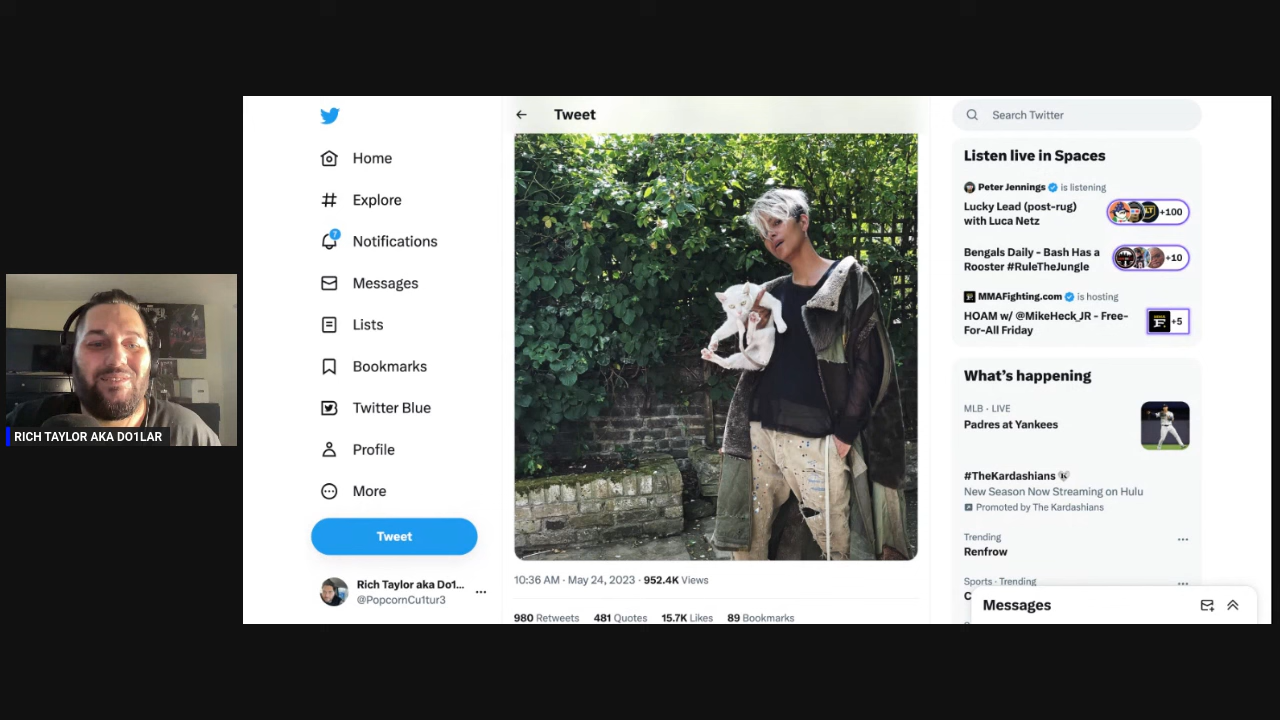 RICH TAYLOR AKA DO1LAR
Home
Explore
7
Notifications
Messages
Lists
Bookmarks
Twitter Blue
Profile
More
Tweet
Rich Taylor aka Do1...
@PopcornCu1tur3
Tweet
10:36 AM · May 24, 2023 · 952.4K Views
980 Retweets 481 Quotes 15.7K Likes 89 Bookmarks
Search Twitter
Listen live in Spaces
Peter Jennings is listening
Lucky Lead (post-rug)
with Luca Netz
+100
Bengals Daily - Bash Has a
Rooster #RuleTheJungle
+10
MMAFighting.com is hosting
HOAM w/ @MikeHeck_JR - Free-
For-All Friday
+5
What's happening
MLB · LIVE
Padres at Yankees
#TheKardashians
New Season Now Streaming on Hulu
Promoted by The Kardashians
Trending
Renfrow
Sports · Trending
Messages